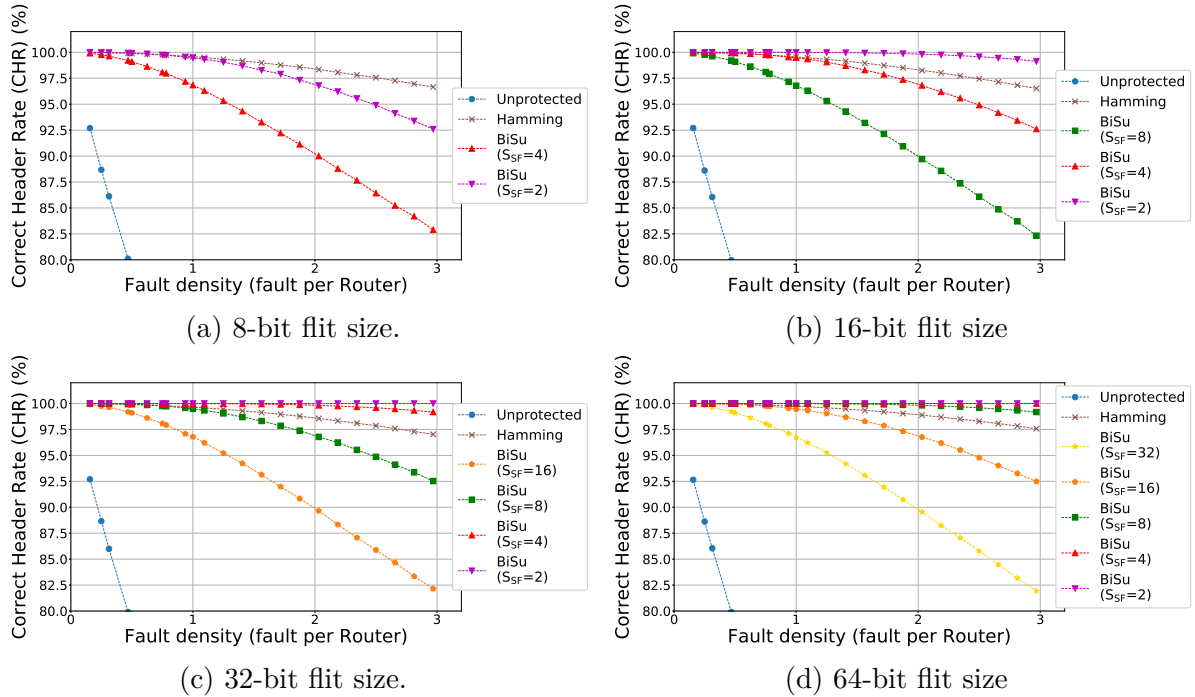 Correct Header Rate (CHR) (%)
100.0
97.5
95.0
92.5
90.0
87.5
85.0
82.5
80.0
0
1
2
3
Fault density (fault per Router)
Unprotected
Hamming
BiSu
(SSF=4)
BiSu
(SSF=2)
(a) 8-bit flit size.
Correct Header Rate (CHR) (%)
100.0
97.5
95.0
92.5
90.0
87.5
85.0
82.5
80.0
0
1
2
3
Fault density (fault per Router)
Unprotected
Hamming
BiSu
(SSF=8)
BiSu
(SSF=4)
BiSu
(SSF=2)
(b) 16-bit flit size
Correct Header Rate (CHR) (%)
100.0
97.5
95.0
92.5
90.0
87.5
85.0
82.5
80.0
0
1
2
3
Fault density (fault per Router)
Unprotected
Hamming
BiSu
(SSF=16)
BiSu
(SSF=8)
BiSu
(SSF=4)
BiSu
(SSF=2)
(c) 32-bit flit size.
Correct Header Rate (CHR) (%)
100.0
97.5
95.0
92.5
90.0
87.5
85.0
82.5
80.0
0
1
2
3
Fault density (fault per Router)
Unprotected
Hamming
BiSu
(SSF=32)
BiSu
(SSF=16)
BiSu
(SSF=8)
BiSu
(SSF=4)
BiSu
(SSF=2)
(d) 64-bit flit size